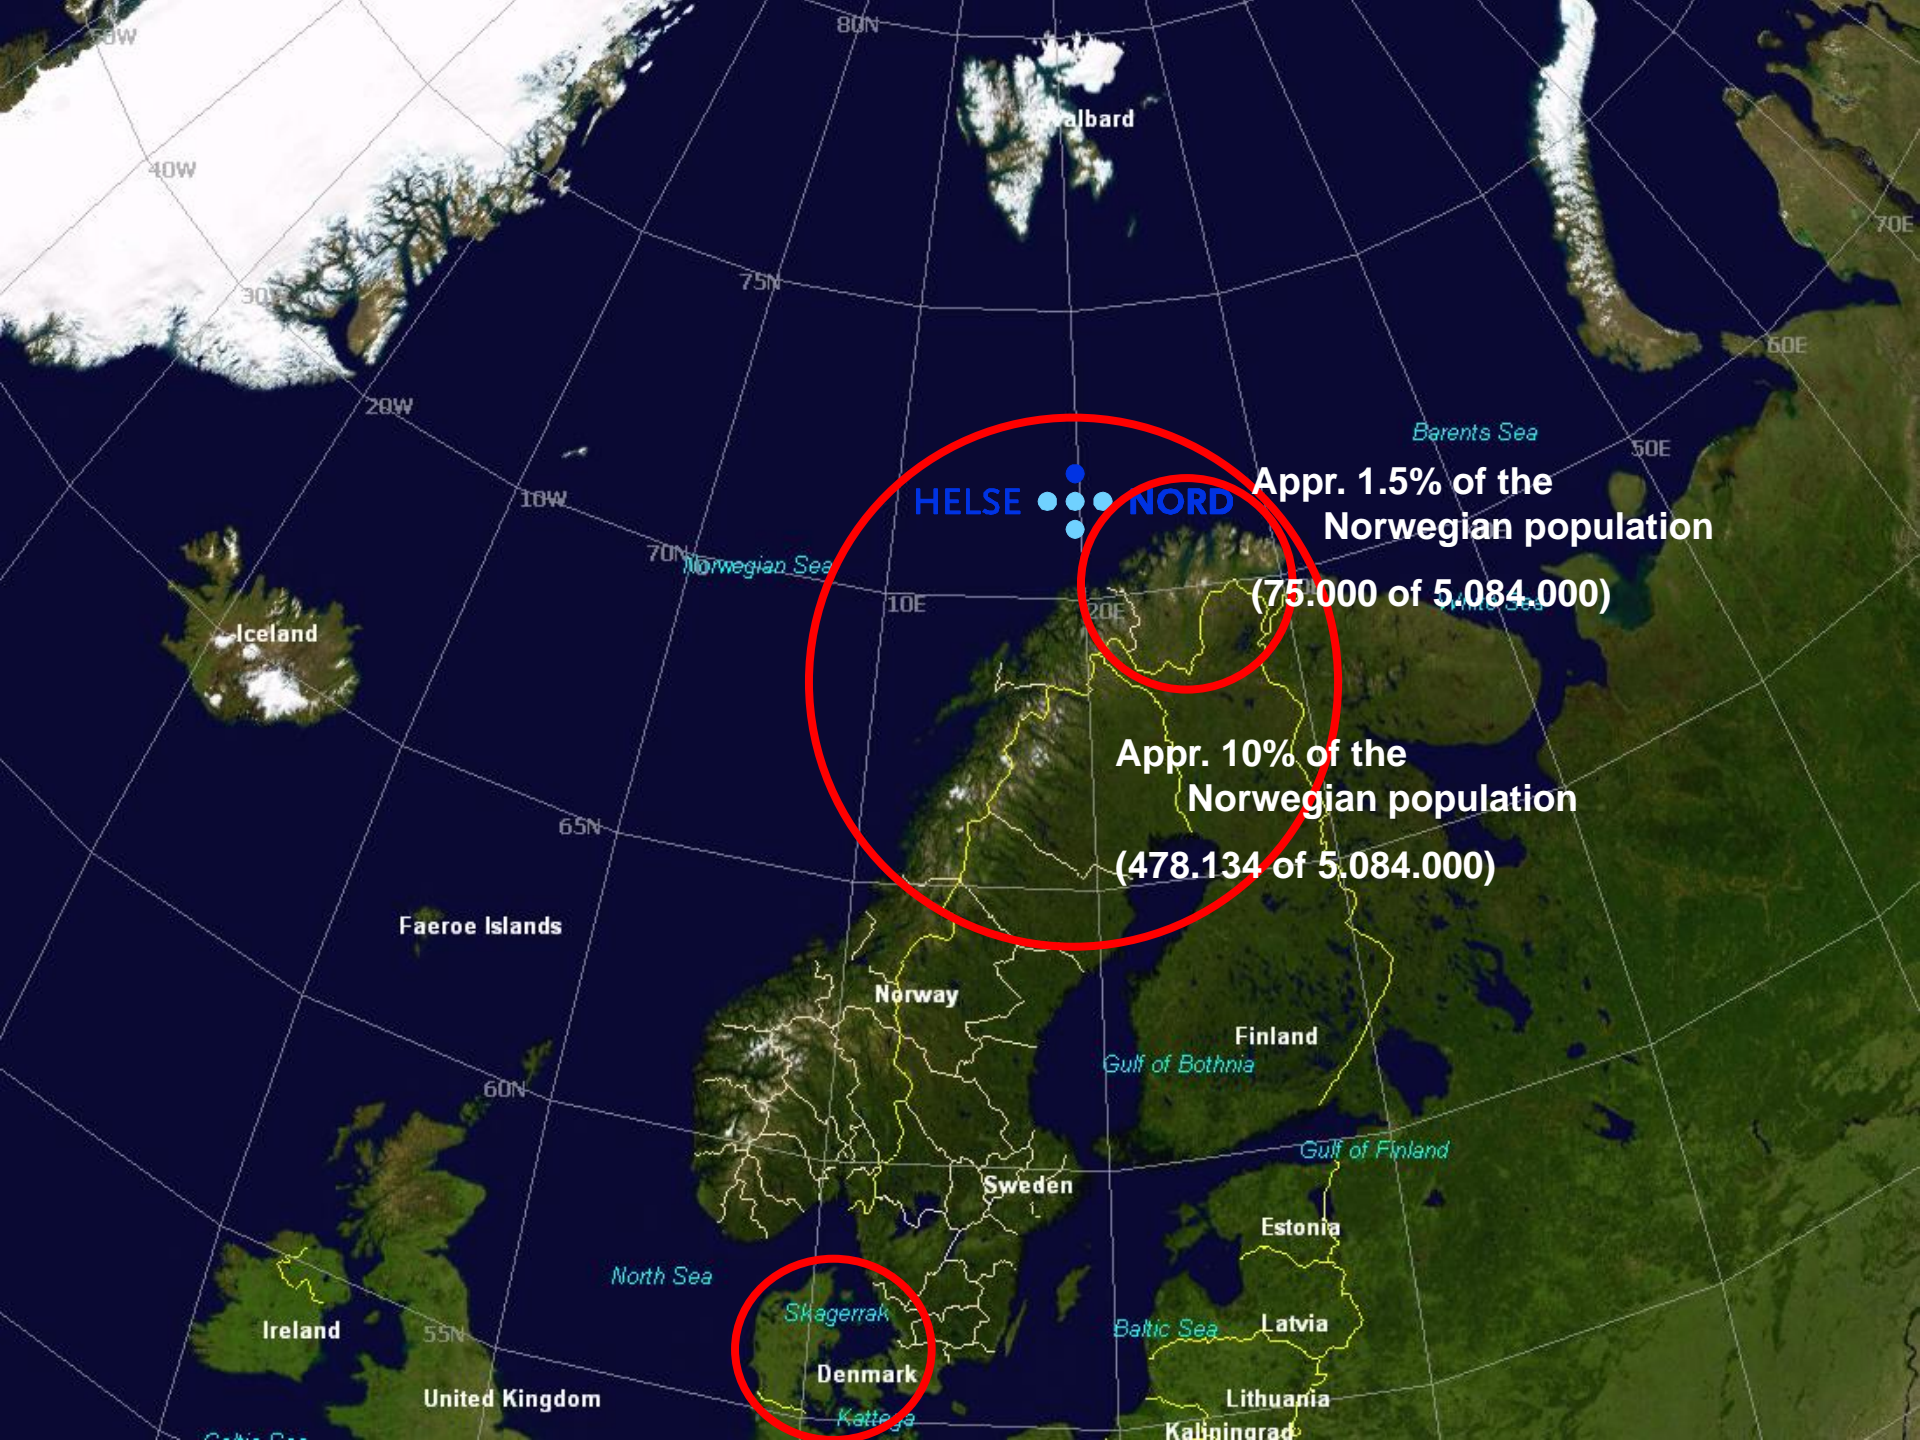 80N
50W
Svalbard
40W
70E
75N
30W
60E
20W
Barents Sea
50E
Appr. 1.5% of the
Norwegian population
(75.000 of 5.084.000)
HELSE NORD
10W
70N
Norwegian Sea
White Sea
10E
20E
Iceland
Appr. 10% of the
Norwegian population
(478.134 of 5.084.000)
65N
Faeroe Islands
Norway
Finland
Gulf of Bothnia
60N
Gulf of Finland
Sweden
Estonia
North Sea
Skagerrak
Ireland
55N
Baltic Sea
Latvia
Denmark
United Kingdom
Lithuania
Kattega
Kaliningrad
Celtic Sea